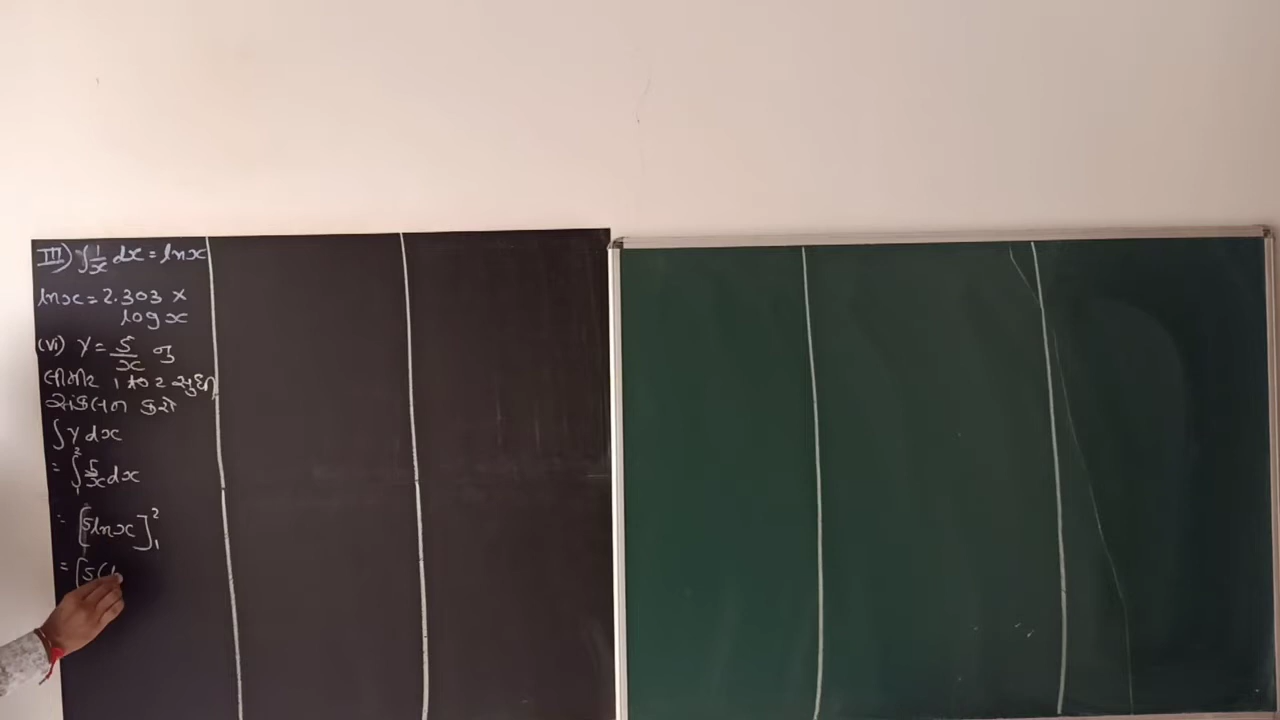 III) ∫ 1/x dx = ln x
ln x = 2.303 ×
log x
(vi) y = 5/x નું
1 to 2 સુધી
સંકલન કરો
∫ y dx
= ∫₁² 5/x dx
= [5 ln x]₁²
= [5(